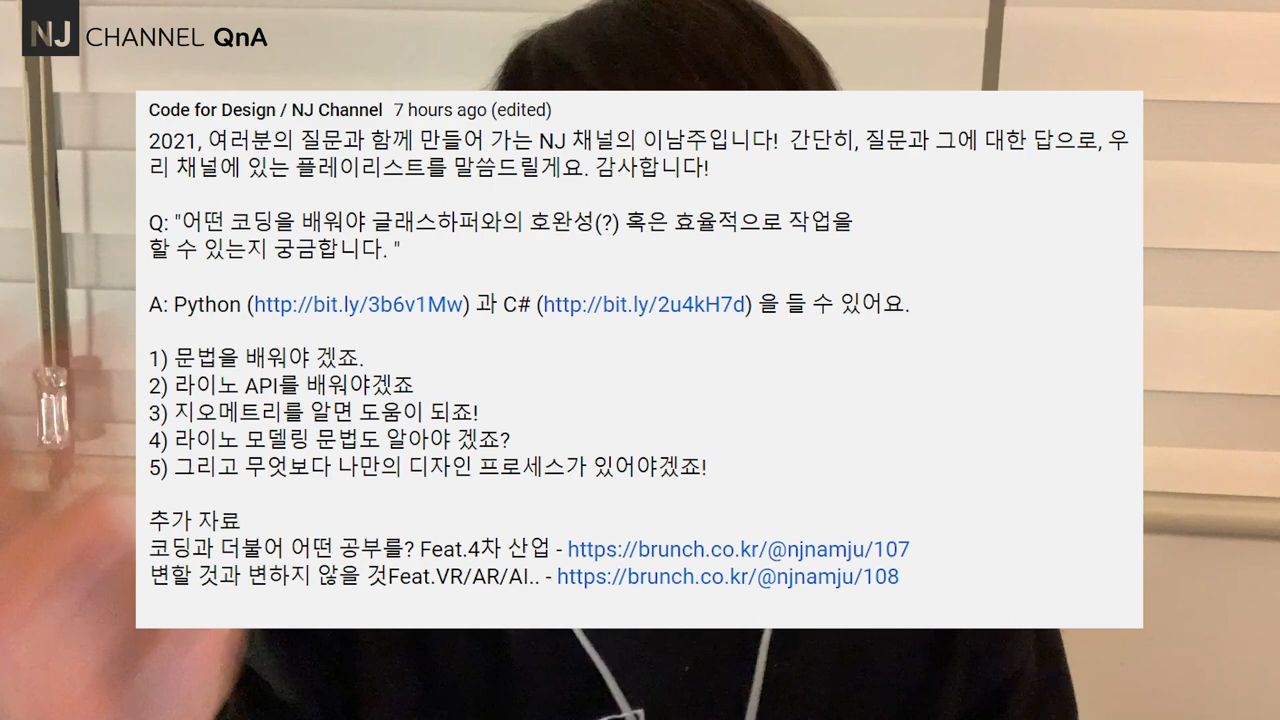 NJ CHANNEL QnA
Code for Design / NJ Channel 7 hours ago (edited)
2021, 여러분의 질문과 함께 만들어 가는 NJ 채널의 이남주입니다! 간단히, 질문과 그에 대한 답으로, 우
리 채널에 있는 플레이리스트를 말씀드릴게요. 감사합니다!
Q: "어떤 코딩을 배워야 글래스하퍼와의 호완성(?) 혹은 효율적으로 작업을
할 수 있는지 궁금합니다. "
A: Python (http://bit.ly/3b6v1Mw) 과 C# (http://bit.ly/2u4kH7d) 을 들 수 있어요.
1) 문법을 배워야 겠죠.
2) 라이노 API를 배워야겠죠
3) 지오메트리를 알면 도움이 되죠!
4) 라이노 모델링 문법도 알아야 겠죠?
5) 그리고 무엇보다 나만의 디자인 프로세스가 있어야겠죠!
추가 자료
코딩과 더불어 어떤 공부를? Feat.4차 산업 - https://brunch.co.kr/@njnamju/107
변할 것과 변하지 않을 것Feat.VR/AR/AI.. - https://brunch.co.kr/@njnamju/108